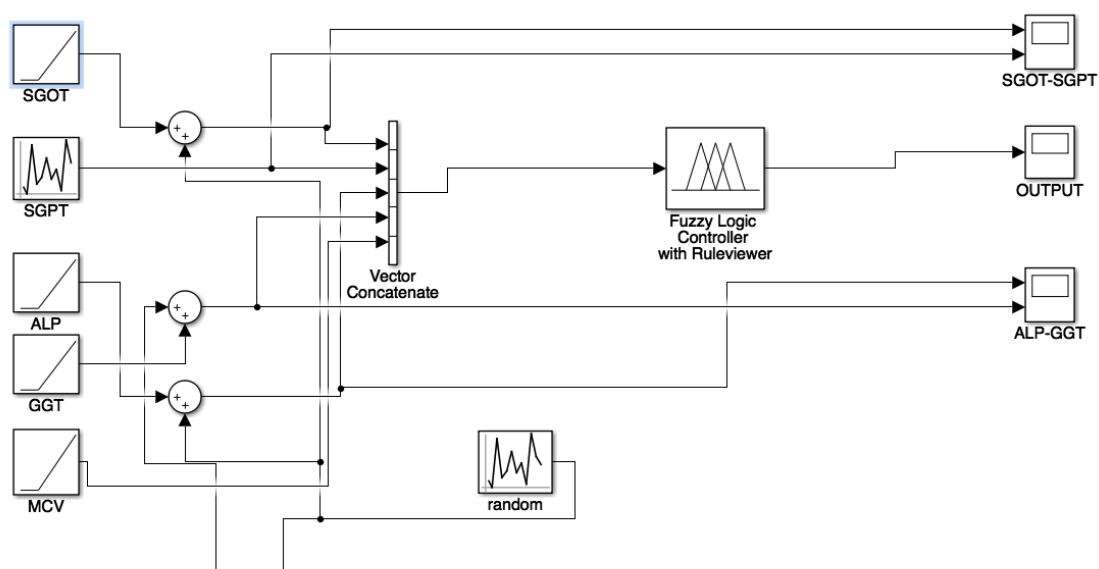 SGOT
SGOT-SGPT
SGPT
OUTPUT
Fuzzy Logic
Controller
with Ruleviewer
Vector
Concatenate
ALP
ALP-GGT
GGT
MCV
random